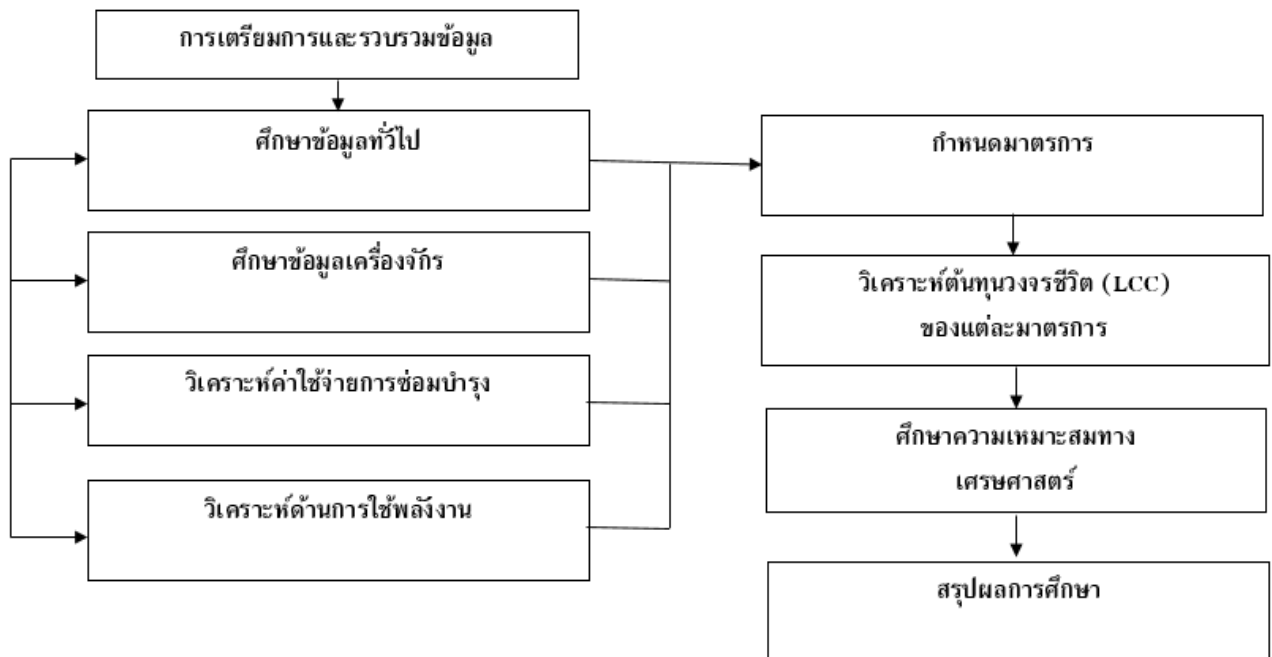 การเตรียมการและรวบรวมข้อมูล
ศึกษาข้อมูลทั่วไป
ศึกษาข้อมูลเครื่องจักร
วิเคราะห์ค่าใช้จ่ายการซ่อมบำรุง
วิเคราะห์ด้านการใช้พลังงาน
กำหนดมาตรการ
วิเคราะห์ต้นทุนวงจรชีวิต (LCC)
ของแต่ละมาตรการ
ศึกษาความเหมาะสมทาง
เศรษศาสตร์
สรุปผลการศึกษา